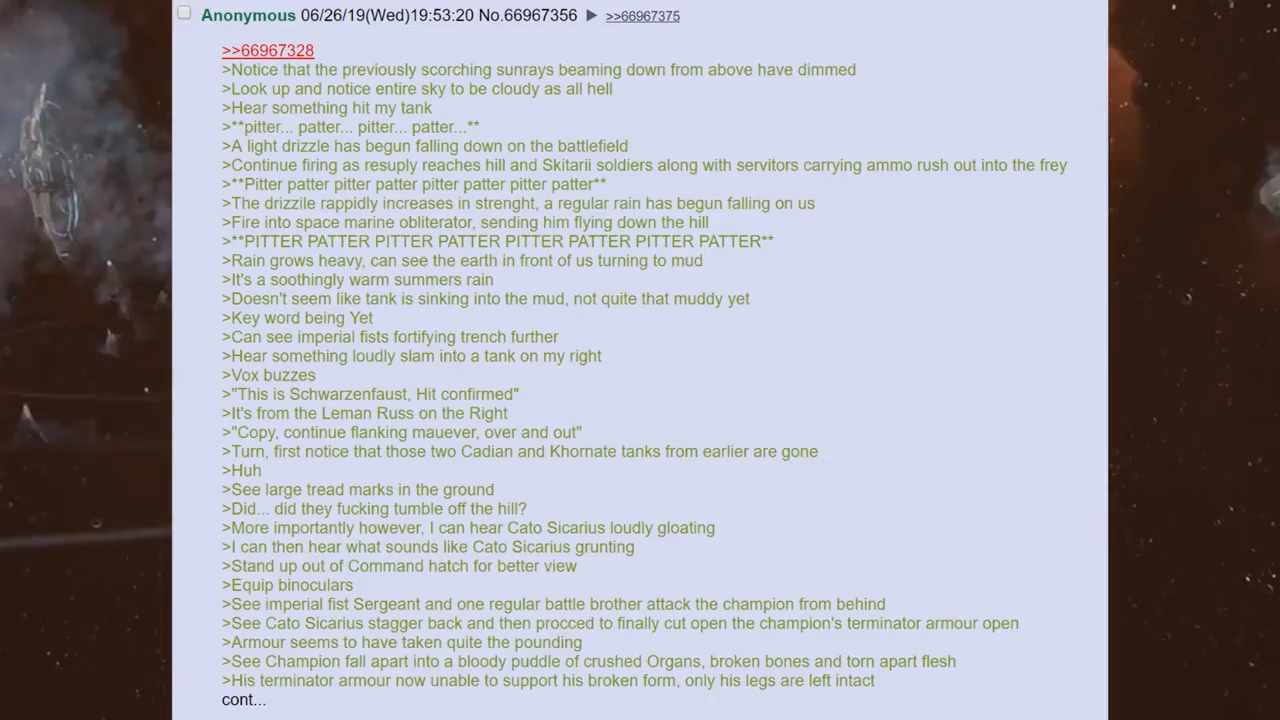 Anonymous 06/26/19(Wed)19:53:20 No.66967356 ▶ >>66967375
>>66967328
>Notice that the previously scorching sunrays beaming down from above have dimmed
>Look up and notice entire sky to be cloudy as all hell
>Hear something hit my tank
>**pitter... patter... pitter... patter...**
>A light drizzle has begun falling down on the battlefield
>Continue firing as resuply reaches hill and Skitarii soldiers along with servitors carrying ammo rush out into the frey
>**Pitter patter pitter patter pitter patter pitter patter**
>The drizzile rappidly increases in strenght, a regular rain has begun falling on us
>Fire into space marine obliterator, sending him flying down the hill
>**PITTER PATTER PITTER PATTER PITTER PATTER PITTER PATTER**
>Rain grows heavy, can see the earth in front of us turning to mud
>It's a soothingly warm summers rain
>Doesn't seem like tank is sinking into the mud, not quite that muddy yet
>Key word being Yet
>Can see imperial fists fortifying trench further
>Hear something loudly slam into a tank on my right
>Vox buzzes
>"This is Schwarzenfaust, Hit confirmed"
>It's from the Leman Russ on the Right
>"Copy, continue flanking mauever, over and out"
>Turn, first notice that those two Cadian and Khornate tanks from earlier are gone
>Huh
>See large tread marks in the ground
>Did... did they fucking tumble off the hill?
>More importantly however, I can hear Cato Sicarius loudly gloating
>I can then hear what sounds like Cato Sicarius grunting
>Stand up out of Command hatch for better view
>Equip binoculars
>See imperial fist Sergeant and one regular battle brother attack the champion from behind
>See Cato Sicarius stagger back and then procced to finally cut open the champion's terminator armour open
>Armour seems to have taken quite the pounding
>See Champion fall apart into a bloody puddle of crushed Organs, broken bones and torn apart flesh
>His terminator armour now unable to support his broken form, only his legs are left intact
cont...